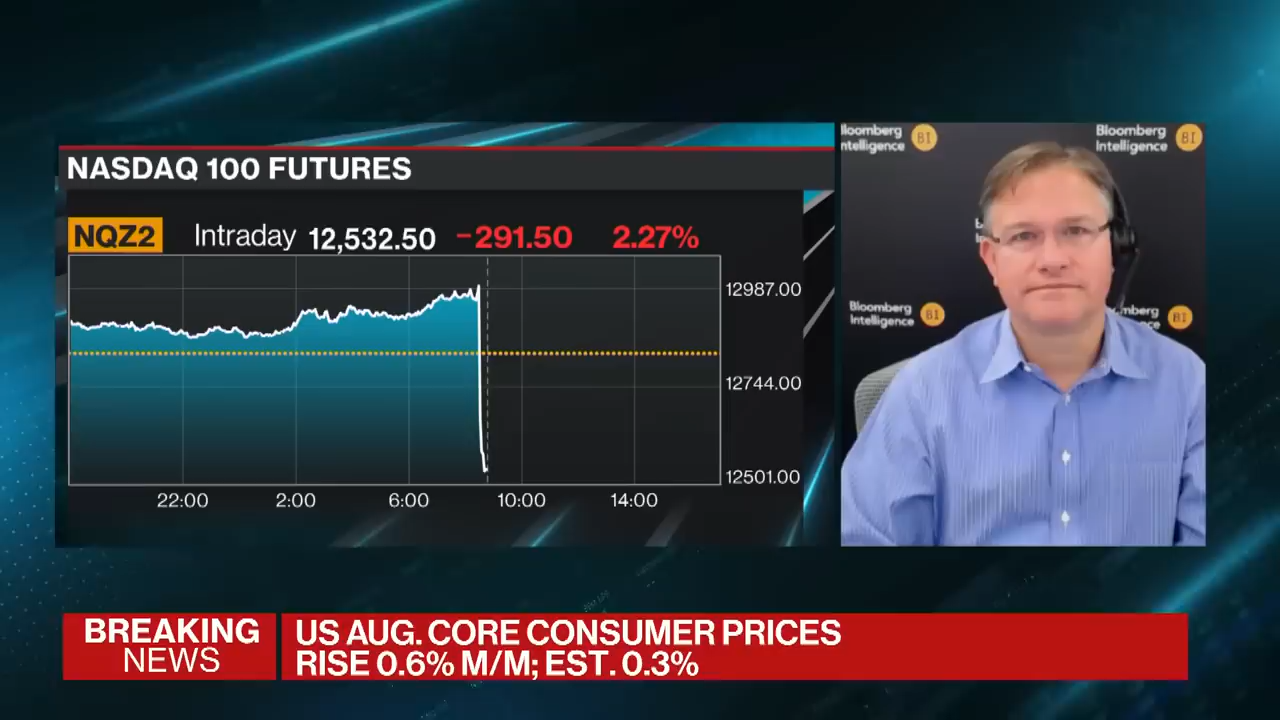 NASDAQ 100 FUTURES
NQZ2 Intraday 12,532.50 -291.50 2.27%
12987.00
12744.00
12501.00
22:00 2:00 6:00 10:00 14:00
Bloomberg
Intelligence BI
Bloomberg
Intelligence BI
Bloomberg
Intelligence BI
BI
BREAKING
NEWS
US AUG. CORE CONSUMER PRICES
RISE 0.6% M/M; EST. 0.3%